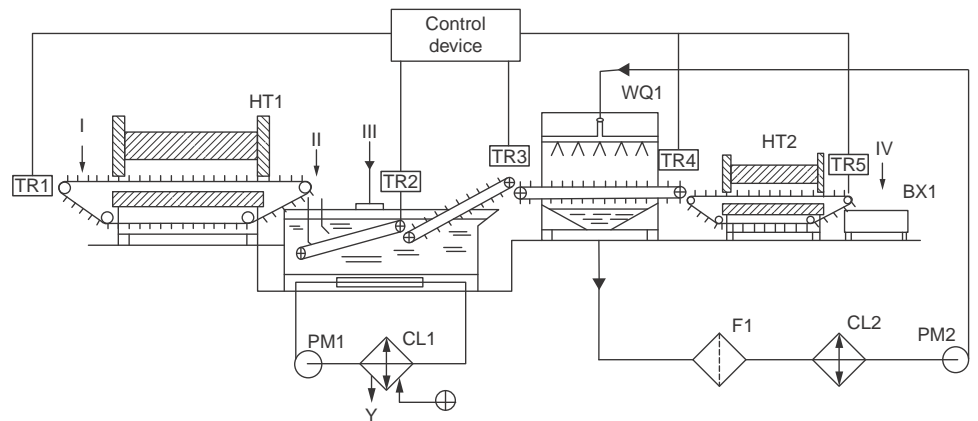 Control
device
WQ1
HT1
I
II
III
TR1
TR2
TR3
TR4
HT2
TR5
IV
BX1
PM1
CL1
Y
F1
CL2
PM2